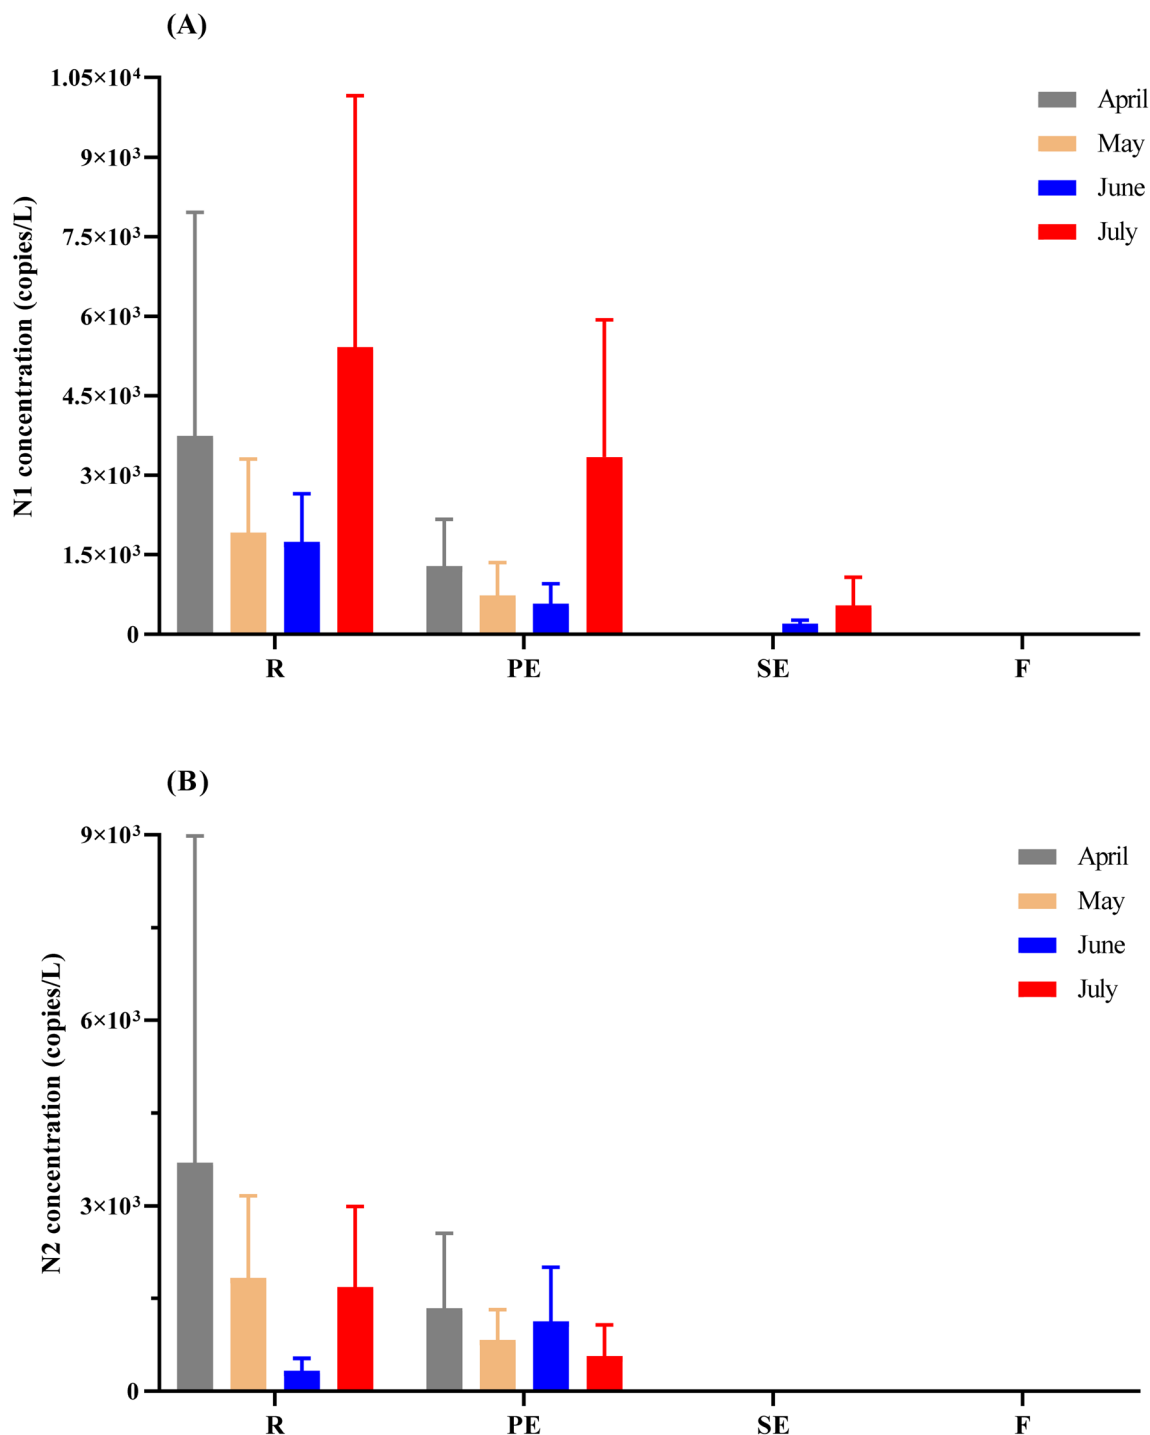 (A)
1.05×10⁴
9×10³
7.5×10³
6×10³
4.5×10³
3×10³
1.5×10³
0
N1 concentration (copies/L)
R PE SE F
April
May
June
July
(B)
9×10³
6×10³
3×10³
0
N2 concentration (copies/L)
R PE SE F
April
May
June
July